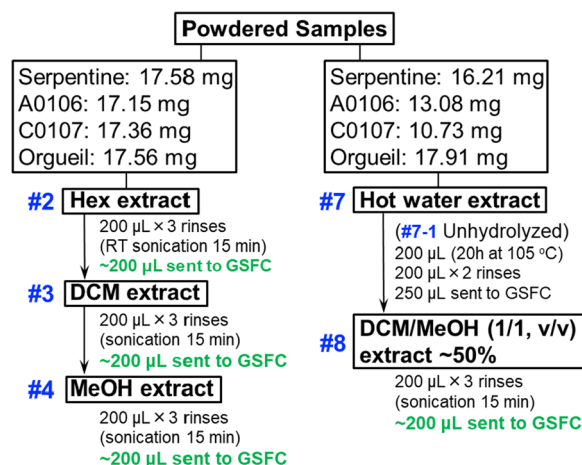 Powdered Samples
Serpentine: 17.58 mg
A0106: 17.15 mg
C0107: 17.36 mg
Orgueil: 17.56 mg
#2 Hex extract
200 µL × 3 rinses
(RT sonication 15 min)
~200 µL sent to GSFC
#3 DCM extract
200 µL × 3 rinses
(sonication 15 min)
~200 µL sent to GSFC
#4 MeOH extract
200 µL × 3 rinses
(sonication 15 min)
~200 µL sent to GSFC
Serpentine: 16.21 mg
A0106: 13.08 mg
C0107: 10.73 mg
Orgueil: 17.91 mg
#7 Hot water extract
(#7-1 Unhydrolyzed)
200 µL (20h at 105 °C)
200 µL × 2 rinses
250 µL sent to GSFC
#8 DCM/MeOH (1/1, v/v)
extract ~50%
200 µL × 3 rinses
(sonication 15 min)
~200 µL sent to GSFC